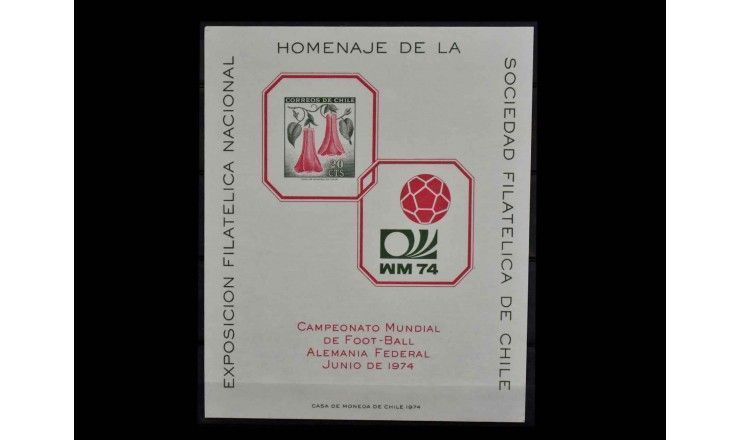 HOMENAJE DE LA
SOCIEDAD FILATELICA DE CHILE
EXPOSICION FILATELICA NACIONAL
CORREOS DE CHILE
30
CTS
WM 74
CAMPEONATO MUNDIAL
DE FOOT-BALL
ALEMANIA FEDERAL
JUNIO DE 1974
CASA DE MONEDA DE CHILE 1974